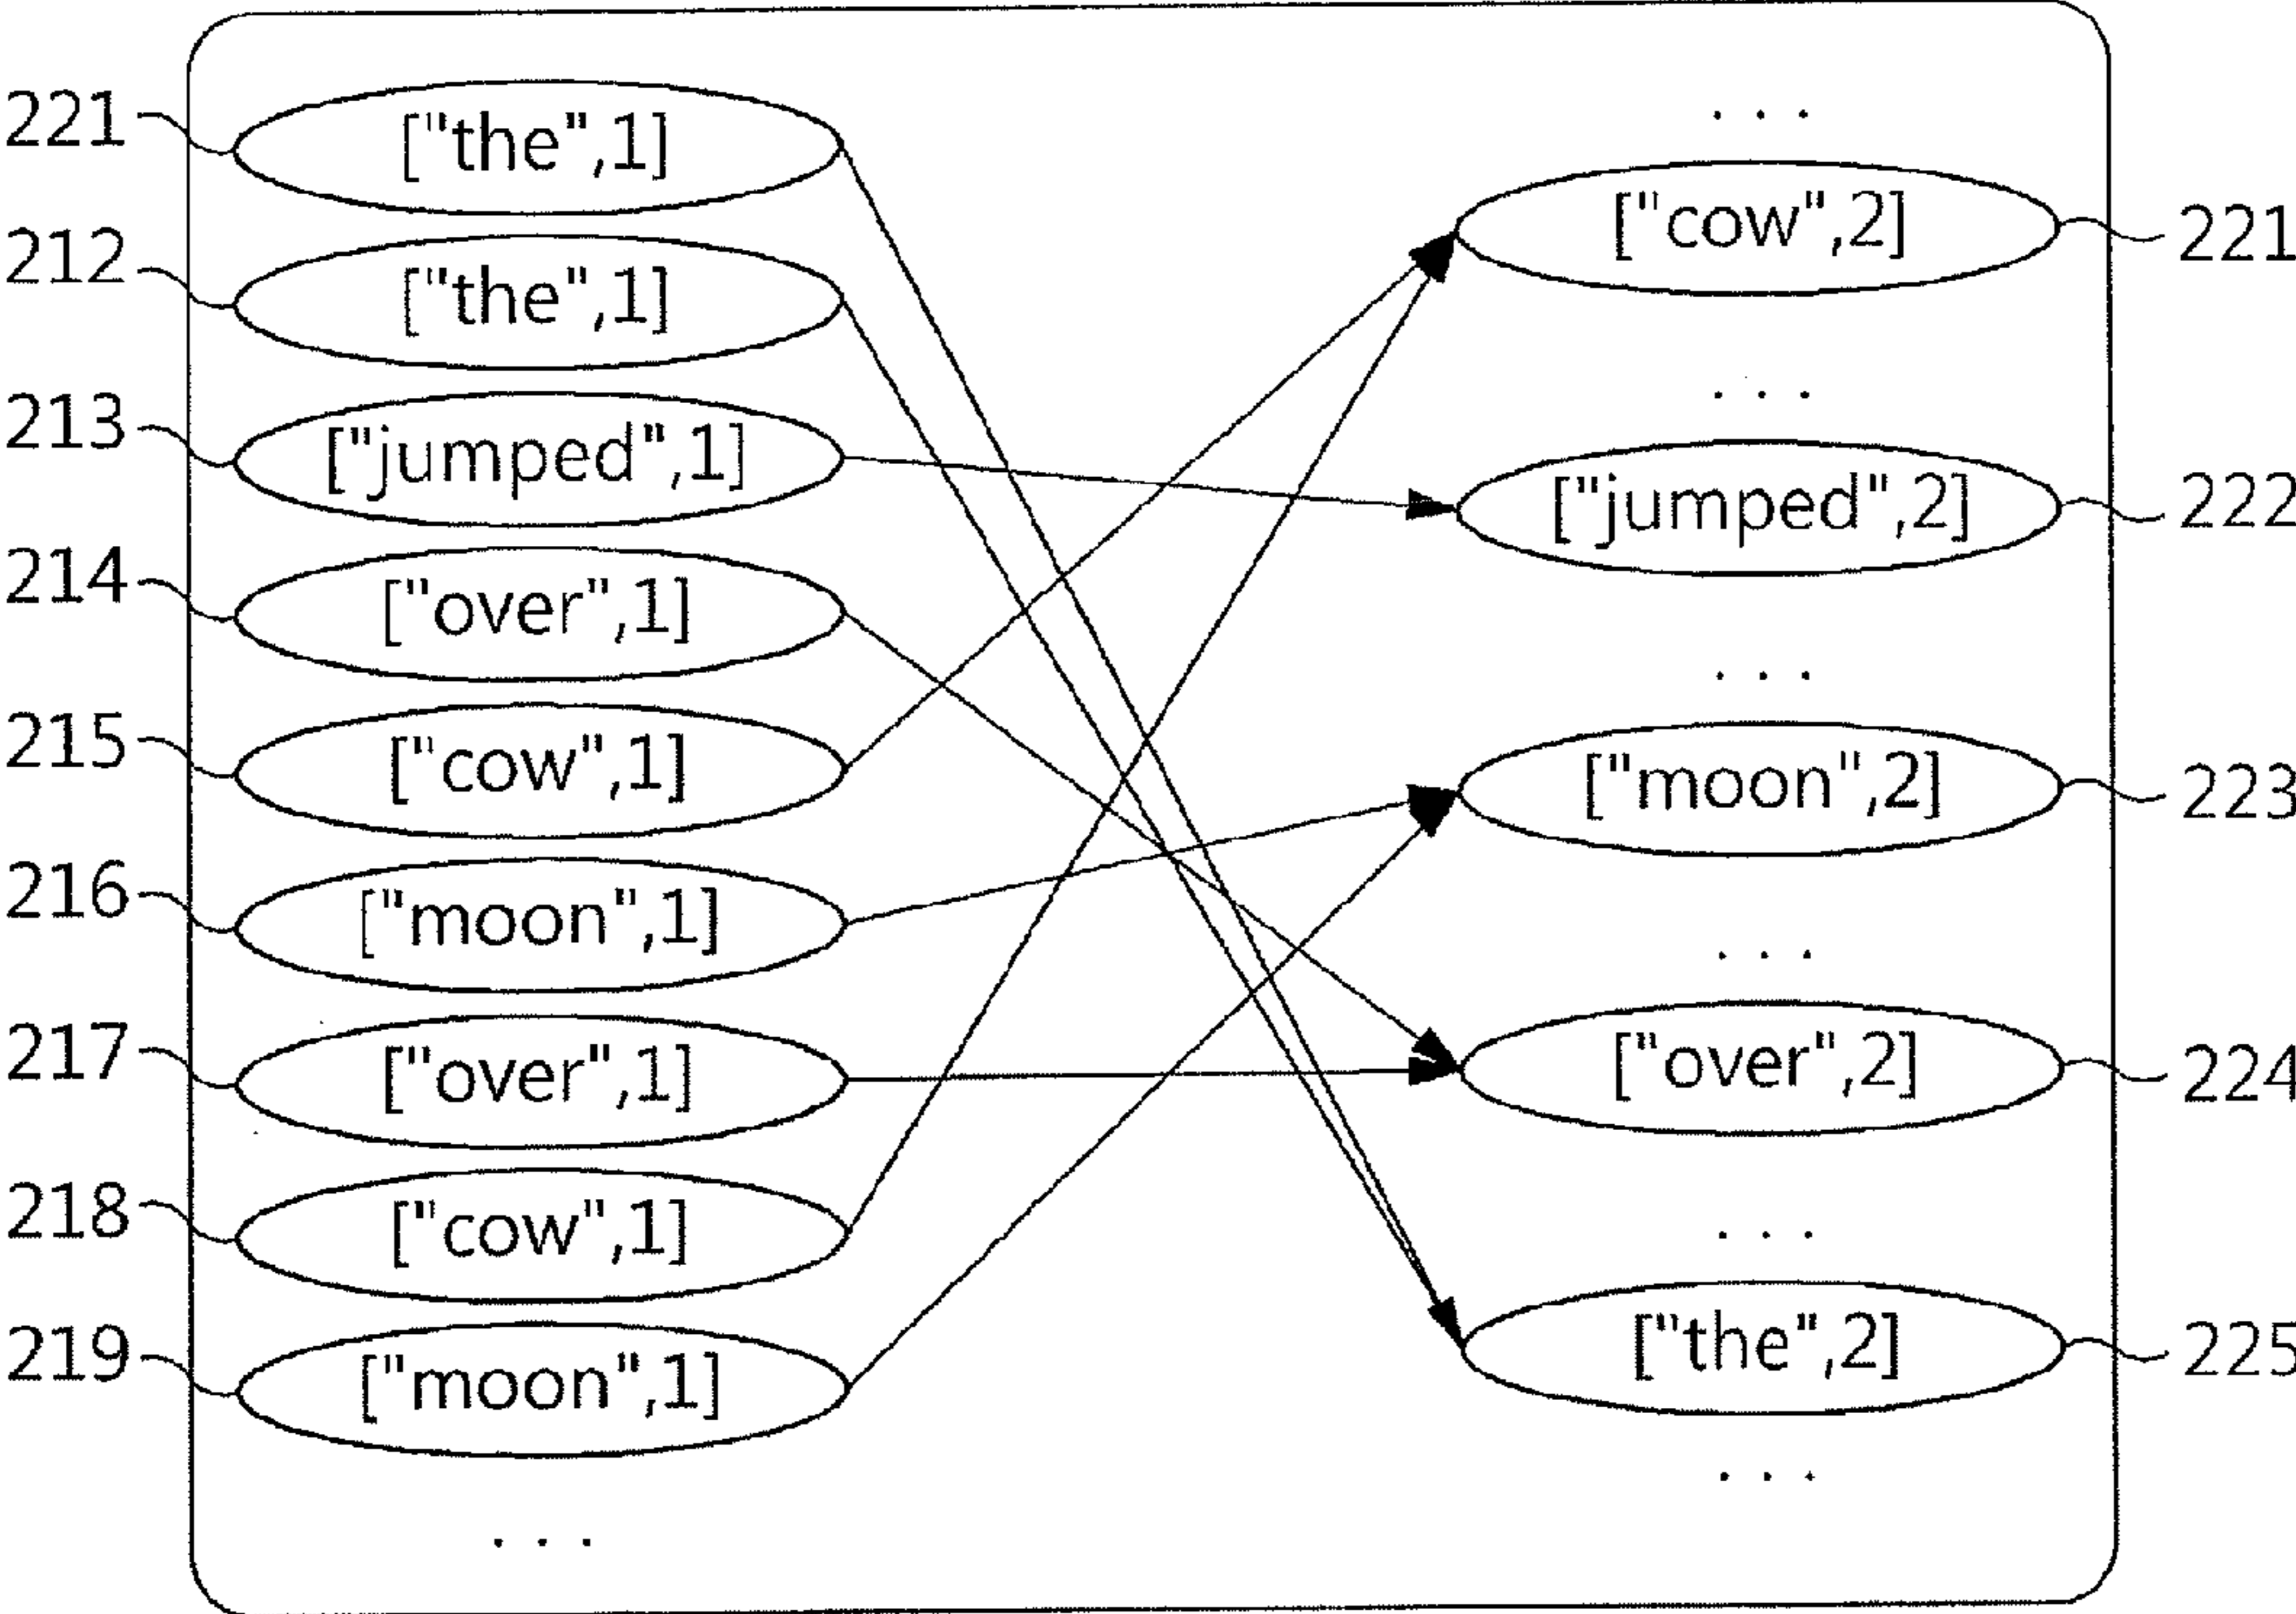 221 ["the",1]
212 ["the",1]
213 ["jumped",1]
214 ["over",1]
215 ["cow",1]
216 ["moon",1]
217 ["over",1]
218 ["cow",1]
219 ["moon",1]
. . .
. . .
["cow",2] 221
. . .
["jumped",2] 222
. . .
["moon",2] 223
. . .
["over",2] 224
. . .
["the",2] 225
. . .